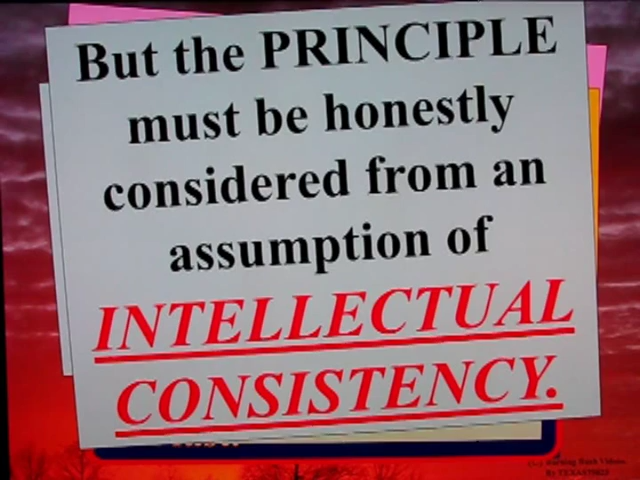 But the PRINCIPLE
must be honestly
considered from an
assumption of
INTELLECTUAL
CONSISTENCY.